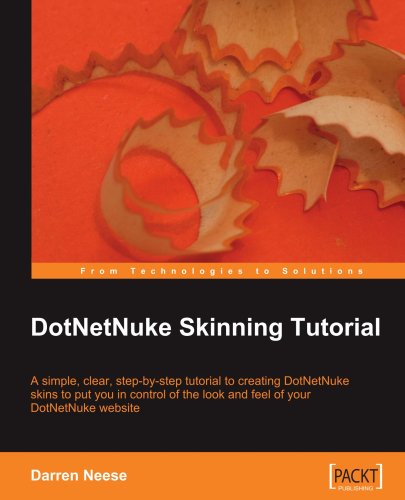 From Technologies to Solutions
DotNetNuke Skinning Tutorial
A simple, clear, step-by-step tutorial to creating DotNetNuke
skins to put you in control of the look and feel of your
DotNetNuke website
Darren Neese
[PACKT]
PUBLISHING